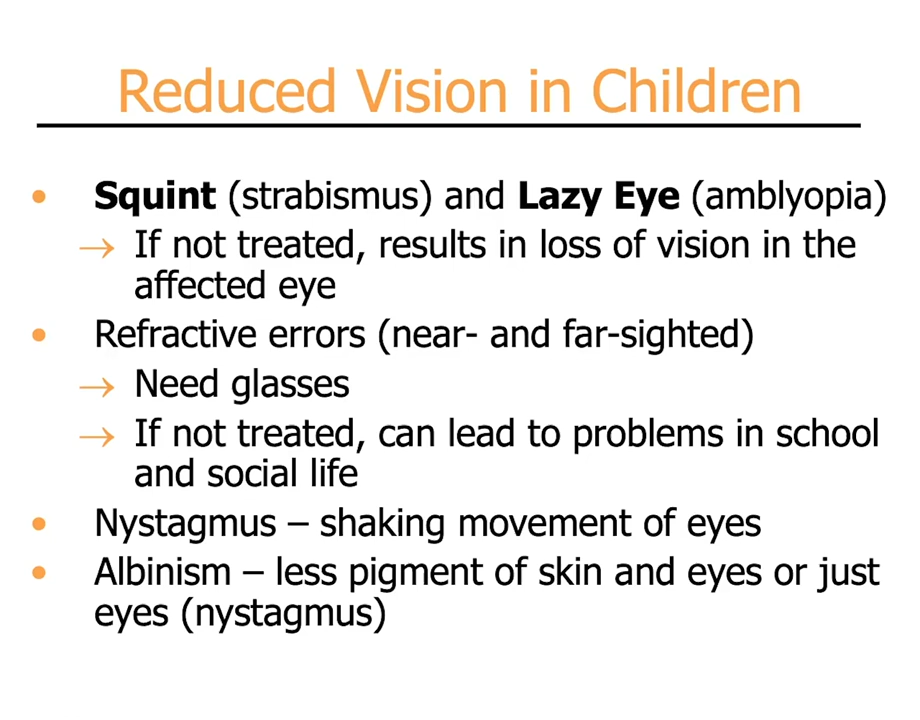 Reduced Vision in Children
• Squint (strabismus) and Lazy Eye (amblyopia)
→ If not treated, results in loss of vision in the
affected eye
• Refractive errors (near- and far-sighted)
→ Need glasses
→ If not treated, can lead to problems in school
and social life
• Nystagmus – shaking movement of eyes
• Albinism – less pigment of skin and eyes or just
eyes (nystagmus)